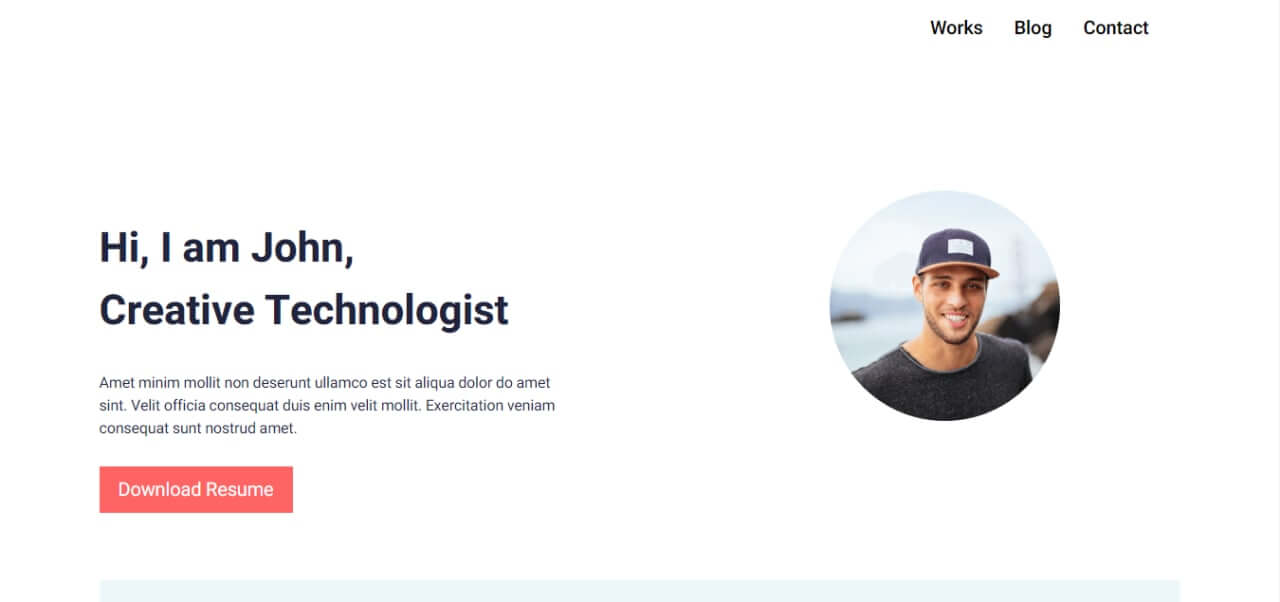 Works Blog Contact
Hi, I am John,
Creative Technologist
Amet minim mollit non deserunt ullamco est sit aliqua dolor do amet
sint. Velit officia consequat duis enim velit mollit. Exercitation veniam
consequat sunt nostrud amet.
Download Resume